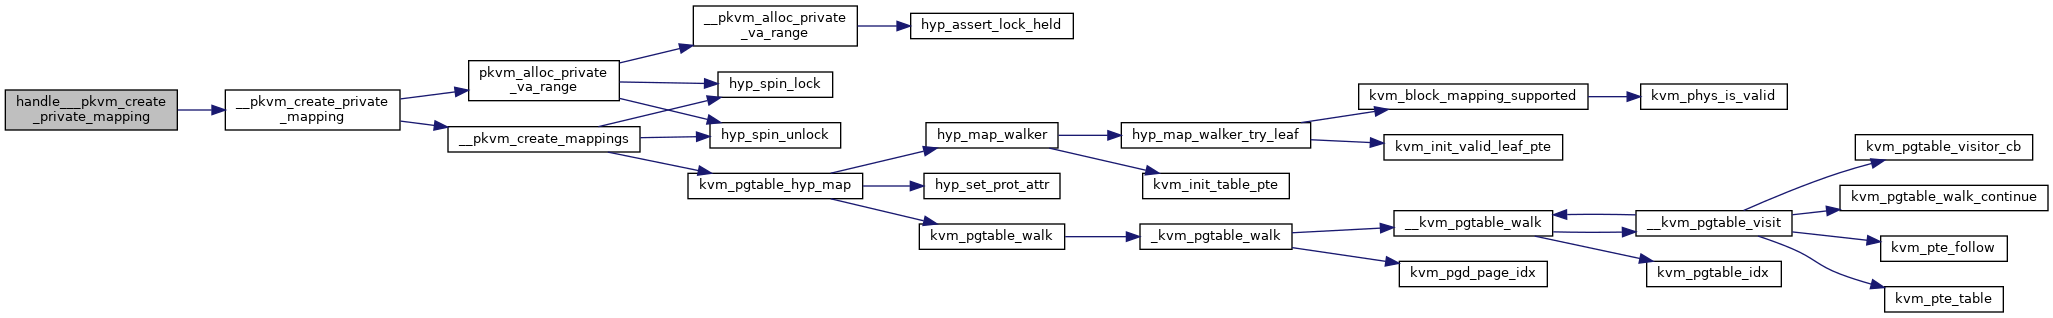 handle___pkvm_create
_private_mapping
__pkvm_create_private
_mapping
pkvm_alloc_private
_va_range
__pkvm_create_mappings
__pkvm_alloc_private
_va_range
hyp_spin_lock
hyp_spin_unlock
kvm_pgtable_hyp_map
hyp_assert_lock_held
hyp_map_walker
hyp_set_prot_attr
kvm_pgtable_walk
hyp_map_walker_try_leaf
kvm_init_table_pte
_kvm_pgtable_walk
kvm_block_mapping_supported
kvm_init_valid_leaf_pte
__kvm_pgtable_walk
kvm_pgd_page_idx
kvm_phys_is_valid
__kvm_pgtable_visit
kvm_pgtable_idx
kvm_pgtable_visitor_cb
kvm_pgtable_walk_continue
kvm_pte_follow
kvm_pte_table